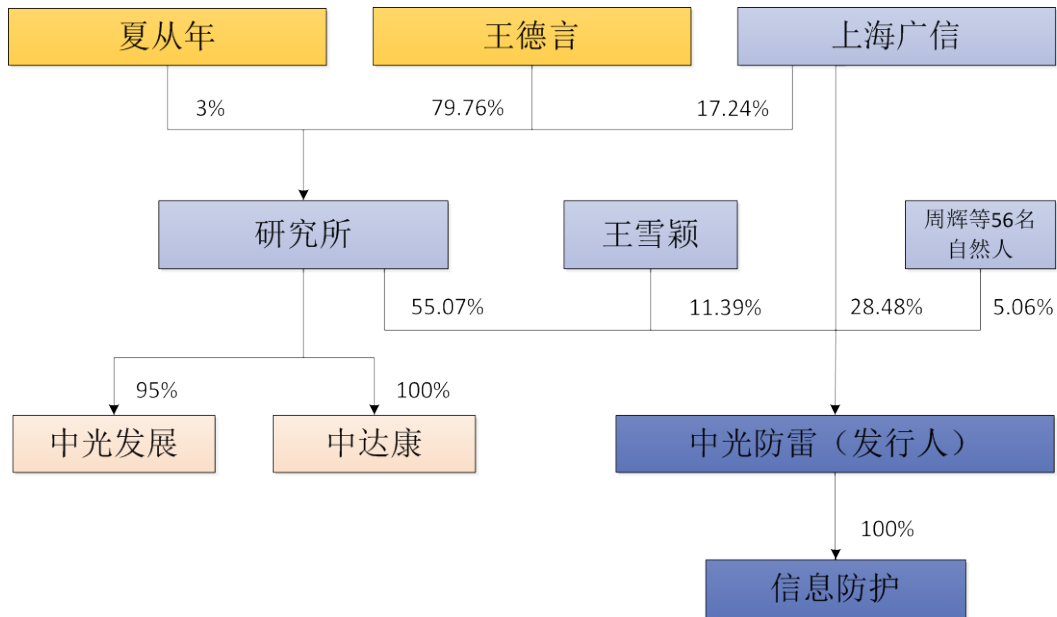 夏从年
王德言
上海广信
3%
79.76%
17.24%
研究所
王雪颖
周辉等56名
自然人
55.07%
11.39%
28.48%
5.06%
95%
100%
中光发展
中达康
中光防雷（发行人）
100%
信息防护